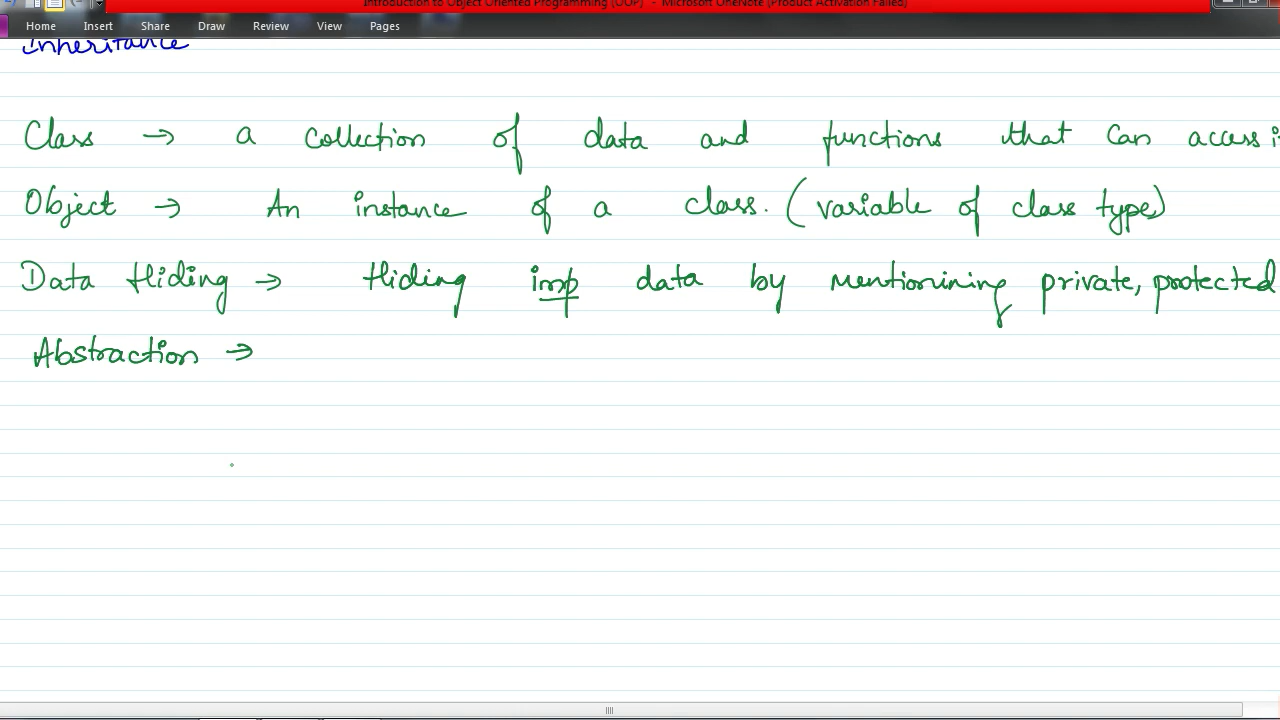 Introduction to Object Oriented Programming (OOP) - Microsoft OneNote (Product Activation Failed)
Home Insert Share Draw Review View Pages
Inheritance
Class → a collection of data and functions that can access i
Object → An instance of a class. (variable of class type)
Data Hiding → Hiding imp data by mentionining private, protected
Abstraction →